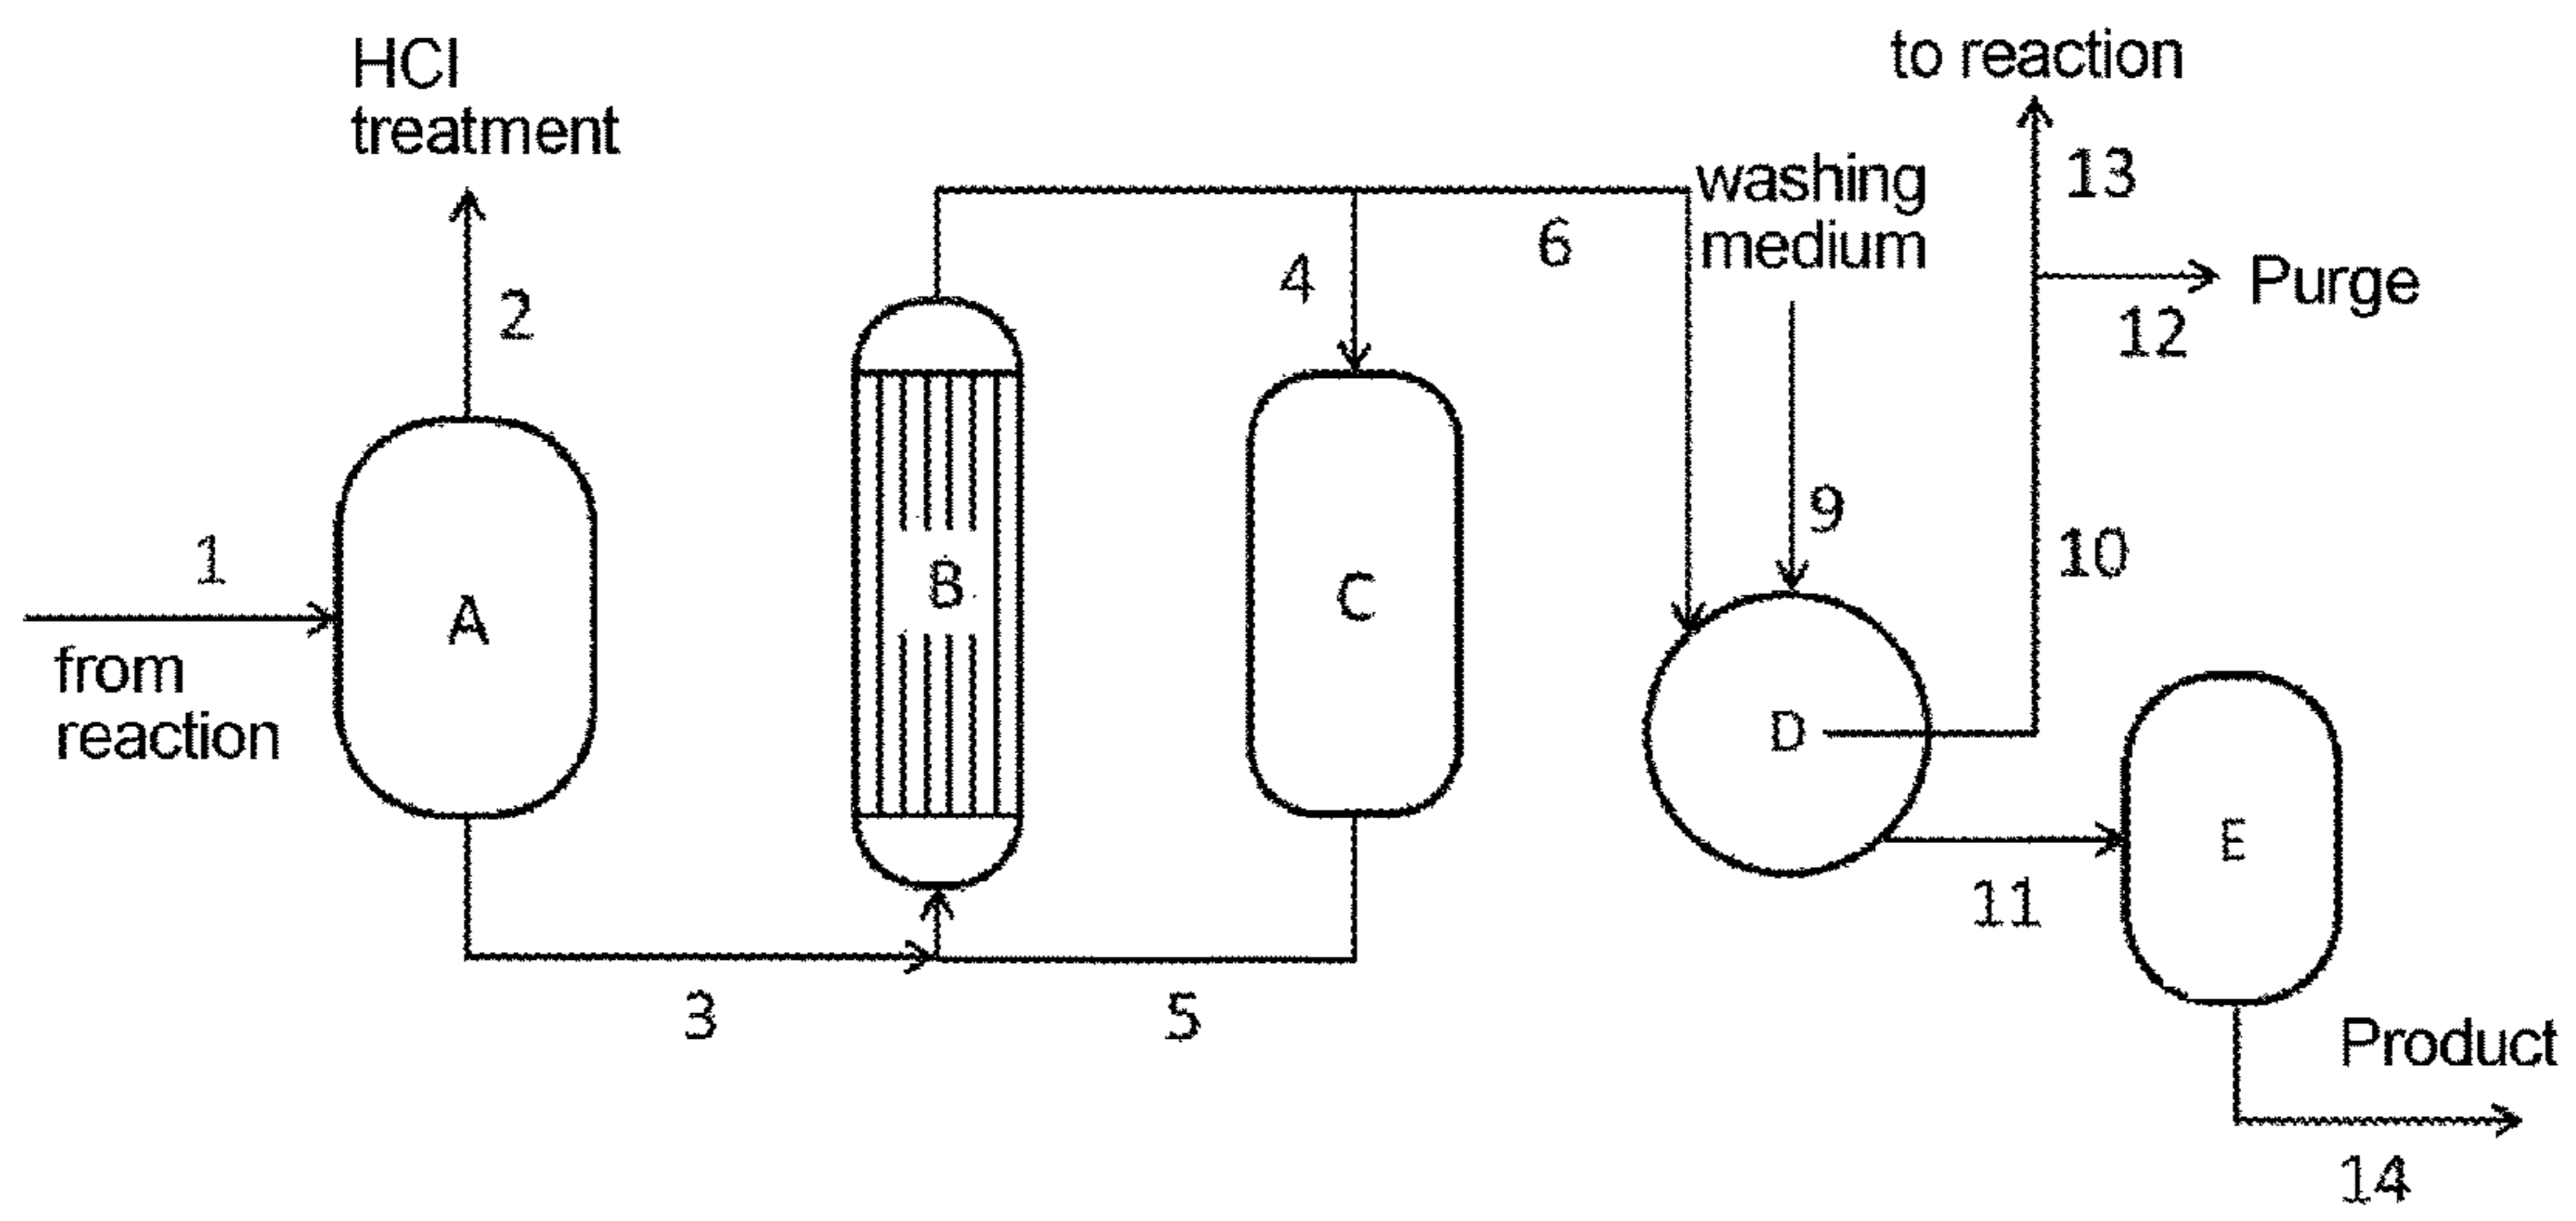 HCl
treatment
to reaction
washing
medium
13
6
4
Purge
2
12
9
1
10
B
C
A
from
reaction
D
E
11
3
5
Product
14